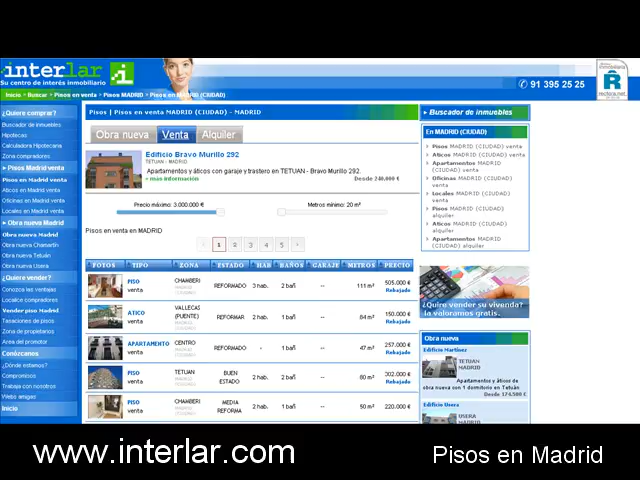 interlar
Su centro de interés inmobiliario
91 395 25 25
Inicio > Buscar > Pisos en venta > Pisos MADRID > Pisos en MADRID (CIUDAD)
¿Quiere comprar?
Buscador de inmuebles
Hipotecas
Calculadora Hipotecaria
Zona compradores
Pisos Madrid venta
Pisos en Madrid venta
Aticos en Madrid venta
Oficinas en Madrid venta
Locales en Madrid venta
Obra nueva Madrid
Obra nueva Madrid
Obra nueva Chamartín
Obra nueva Tetuán
Obra nueva Usera
¿Quiere vender?
Conozca las ventajas
Localice compradores
Vender piso Madrid
Tasaciones de pisos
Zona de propietarios
Area del promotor
Conózcanos
¿Dónde estamos?
Compromisos
Trabaja con nosotros
Webs amigas
Inicio
Pisos | Pisos en venta MADRID (CIUDAD) - MADRID
Obra nueva Venta Alquiler
Edificio Bravo Murillo 292
TETUAN - MADRID
Apartamentos y áticos con garaje y trastero en TETUAN - Bravo Murillo 292.
+ más información
Desde 240.000 €
Precio máximo: 3.000.000 €
Metros mínimo: 20 m²
Pisos en venta en MADRID
‹ 1 2 3 4 5 ›
FOTOS TIPO ZONA ESTADO HAB BAÑOS GARAJE METROS PRECIO
PISO venta CHAMBERI MADRID (CIUDAD) REFORMADO 3 hab. 2 bañ -- 111 m² 505.000 € Rebajado
ATICO venta VALLECAS (PUENTE) MADRID (CIUDAD) REFORMAR 2 hab. 1 bañ -- 84 m² 150.000 € Rebajado
APARTAMENTO venta CENTRO MADRID (CIUDAD) REFORMADO - 1 bañ -- 47 m² 257.000 € Rebajado
PISO venta TETUAN MADRID (CIUDAD) BUEN ESTADO 2 hab. 2 bañ -- 80 m² 302.000 € Rebajado
PISO venta CHAMBERI MADRID (CIUDAD) MEDIA REFORMA 2 hab. 1 bañ -- 50 m² 220.000 €
Buscador de inmuebles
En MADRID (CIUDAD)
Pisos MADRID (CIUDAD) venta
Aticos MADRID (CIUDAD) venta
Apartamentos MADRID (CIUDAD) venta
Oficinas MADRID (CIUDAD) venta
Locales MADRID (CIUDAD) venta
Pisos MADRID (CIUDAD) alquiler
Aticos MADRID (CIUDAD) alquiler
Apartamentos MADRID (CIUDAD) alquiler
¿Quiere vender su vivienda?
la valoramos gratis.
Obra nueva
Edificio Martinez
TETUAN
MADRID
Apartamentos y áticos de obra nueva con 1 dormitorio en Tetuán
Desde 174.500 €
Edificio Usera
USERA
MADRID
www.interlar.com
Pisos en Madrid